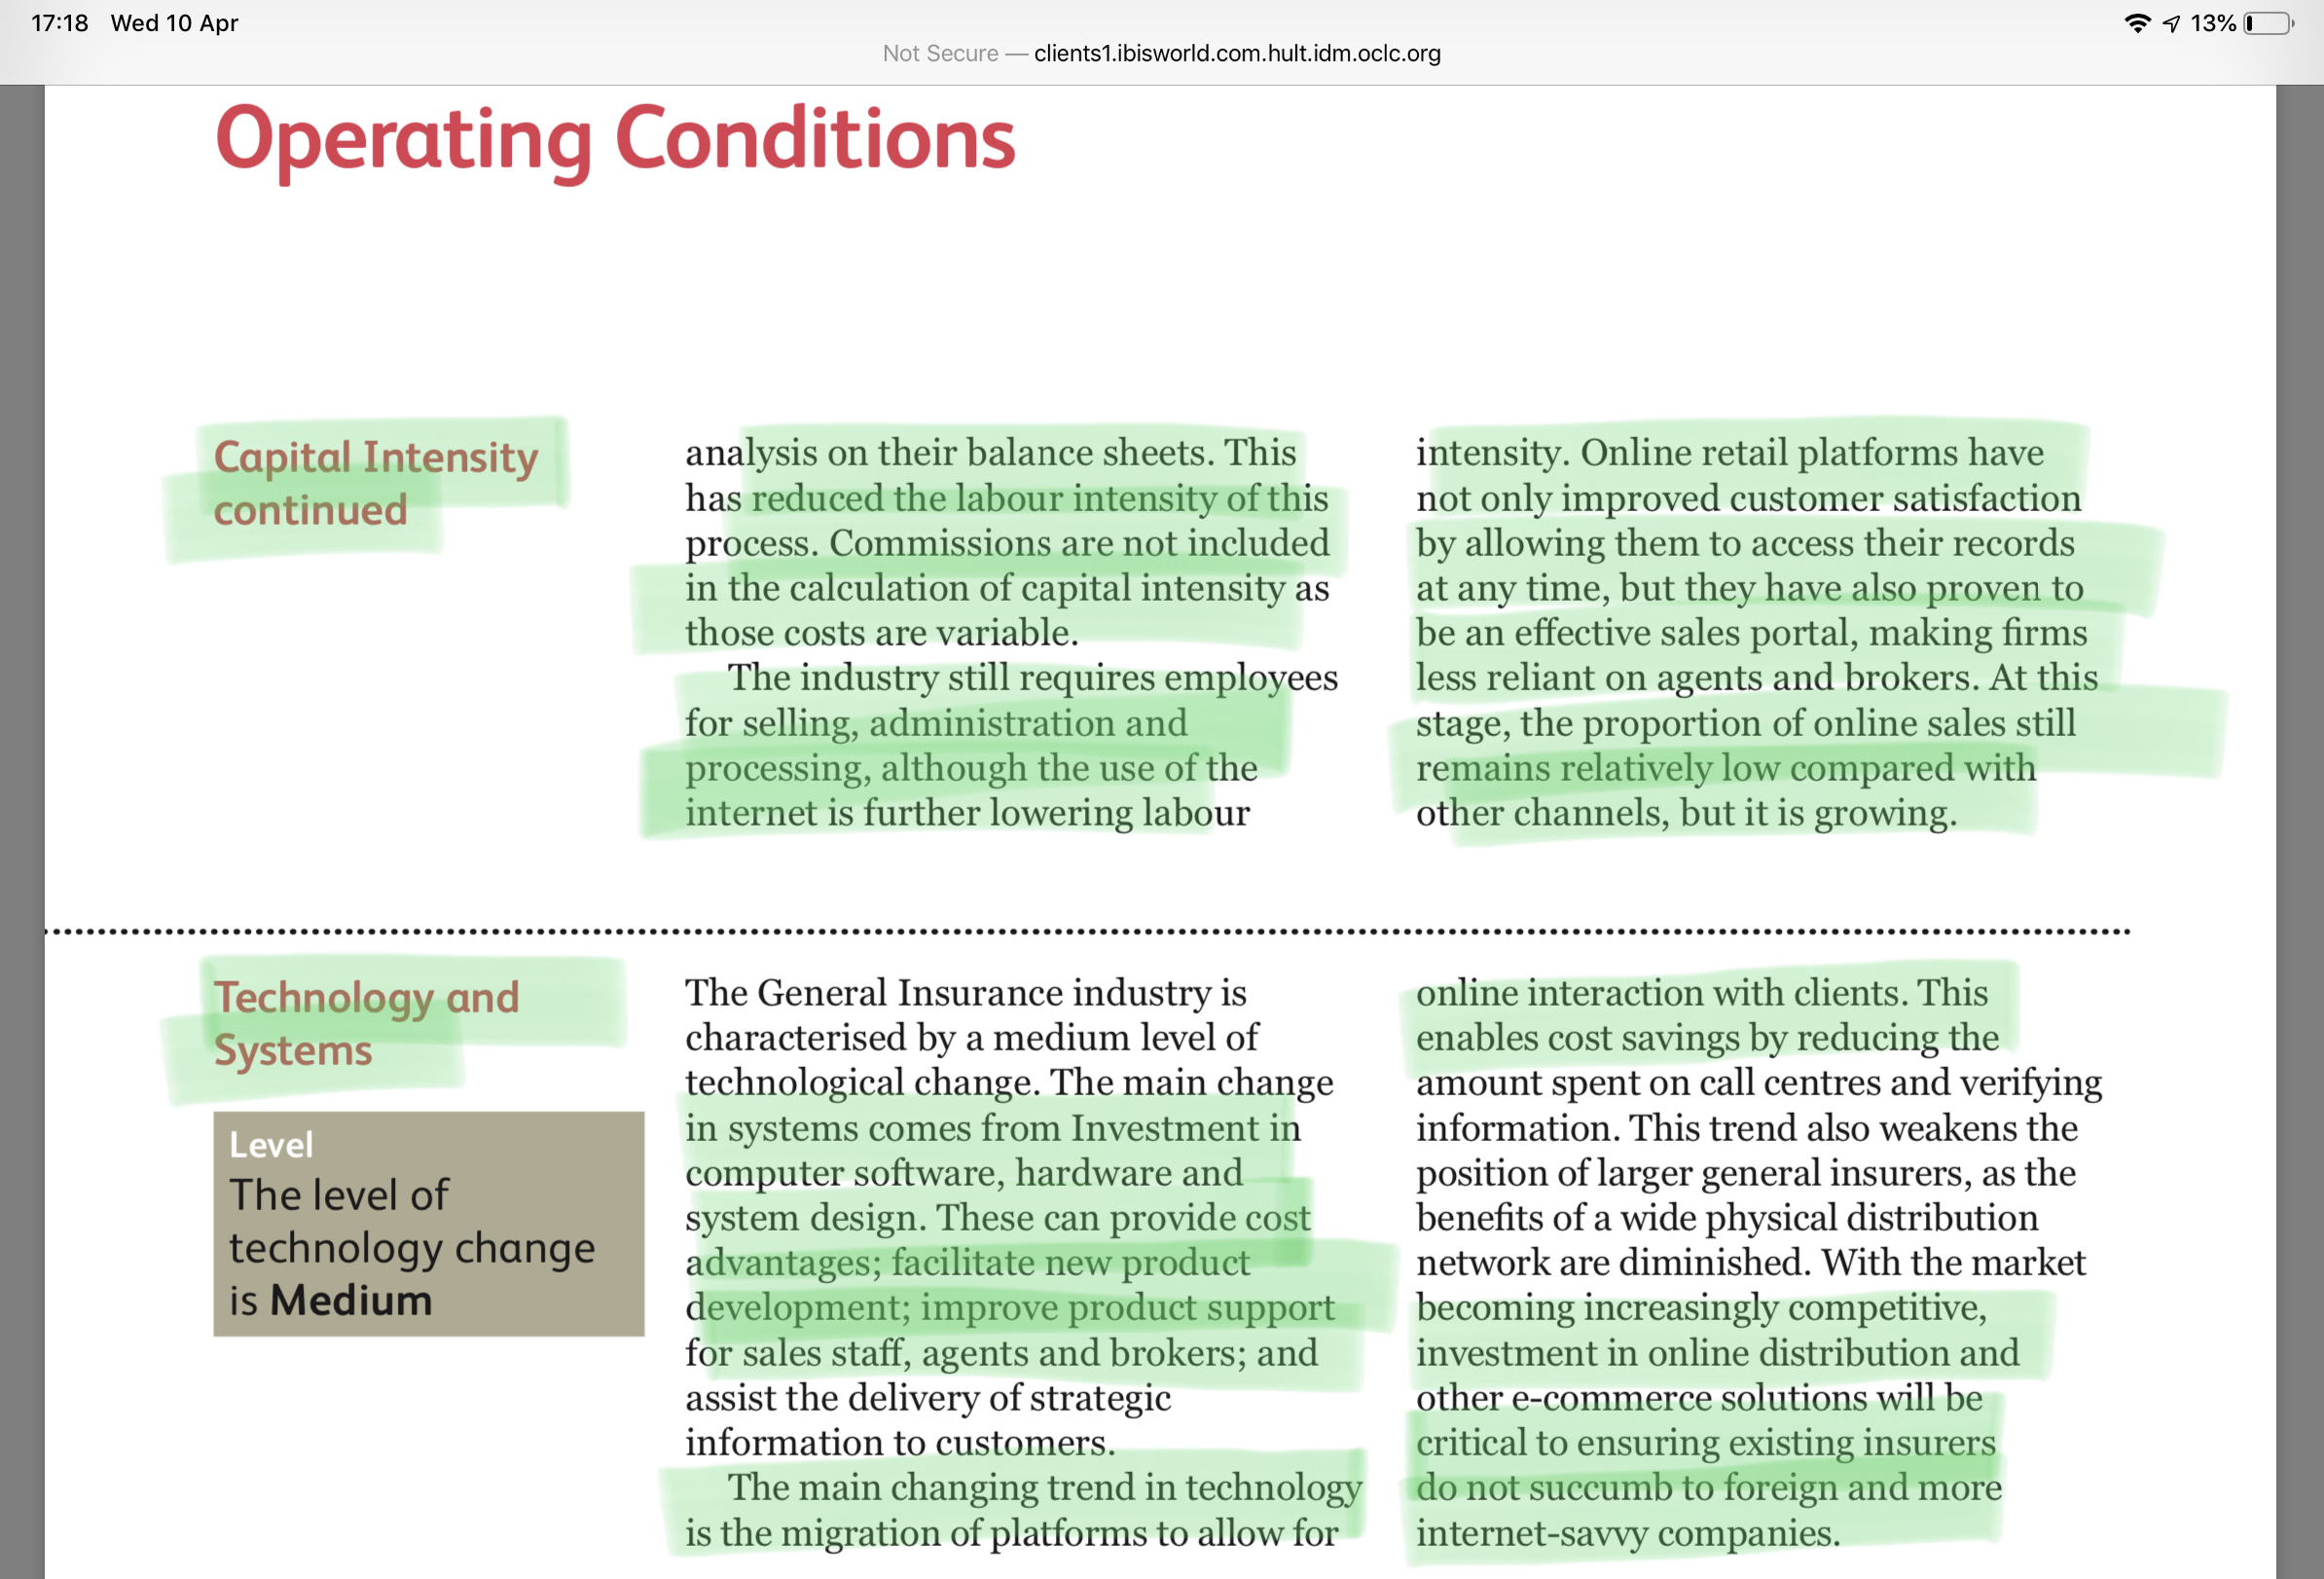 17:18 Wed 10 Apr
13%
Not Secure — clients1.ibisworld.com.hult.idm.oclc.org
Operating Conditions
Capital Intensity
continued
analysis on their balance sheets. This
has reduced the labour intensity of this
process. Commissions are not included
in the calculation of capital intensity as
those costs are variable.
The industry still requires employees
for selling, administration and
processing, although the use of the
internet is further lowering labour
intensity. Online retail platforms have
not only improved customer satisfaction
by allowing them to access their records
at any time, but they have also proven to
be an effective sales portal, making firms
less reliant on agents and brokers. At this
stage, the proportion of online sales still
remains relatively low compared with
other channels, but it is growing.
Technology and
Systems
Level
The level of
technology change
is Medium
The General Insurance industry is
characterised by a medium level of
technological change. The main change
in systems comes from Investment in
computer software, hardware and
system design. These can provide cost
advantages; facilitate new product
development; improve product support
for sales staff, agents and brokers; and
assist the delivery of strategic
information to customers.
The main changing trend in technology
is the migration of platforms to allow for
online interaction with clients. This
enables cost savings by reducing the
amount spent on call centres and verifying
information. This trend also weakens the
position of larger general insurers, as the
benefits of a wide physical distribution
network are diminished. With the market
becoming increasingly competitive,
investment in online distribution and
other e-commerce solutions will be
critical to ensuring existing insurers
do not succumb to foreign and more
internet-savvy companies.